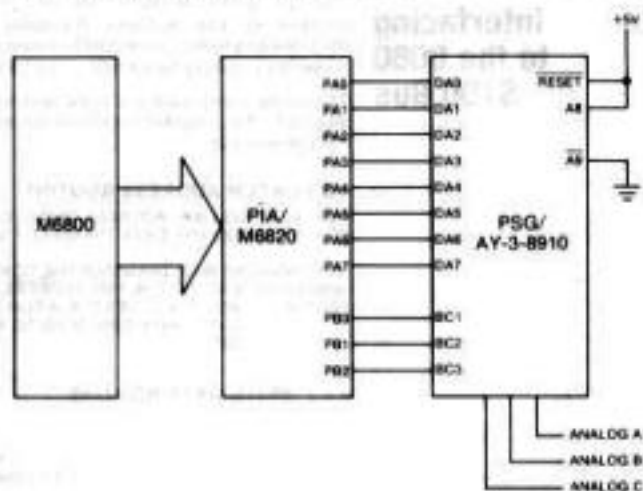 Interfacing
to the 8080
S100 Bus
+5V
M6800
PIA/
M6820
PA0
PA1
PA2
PA3
PA4
PA5
PA6
PA7
PB0
PB1
PB2
DA0
DA1
DA2
DA3
DA4
DA5
DA6
DA7
BC1
BC2
BC3
PSG/
AY-3-8910
RESET
A8
A9
ANALOG A
ANALOG B
ANALOG C